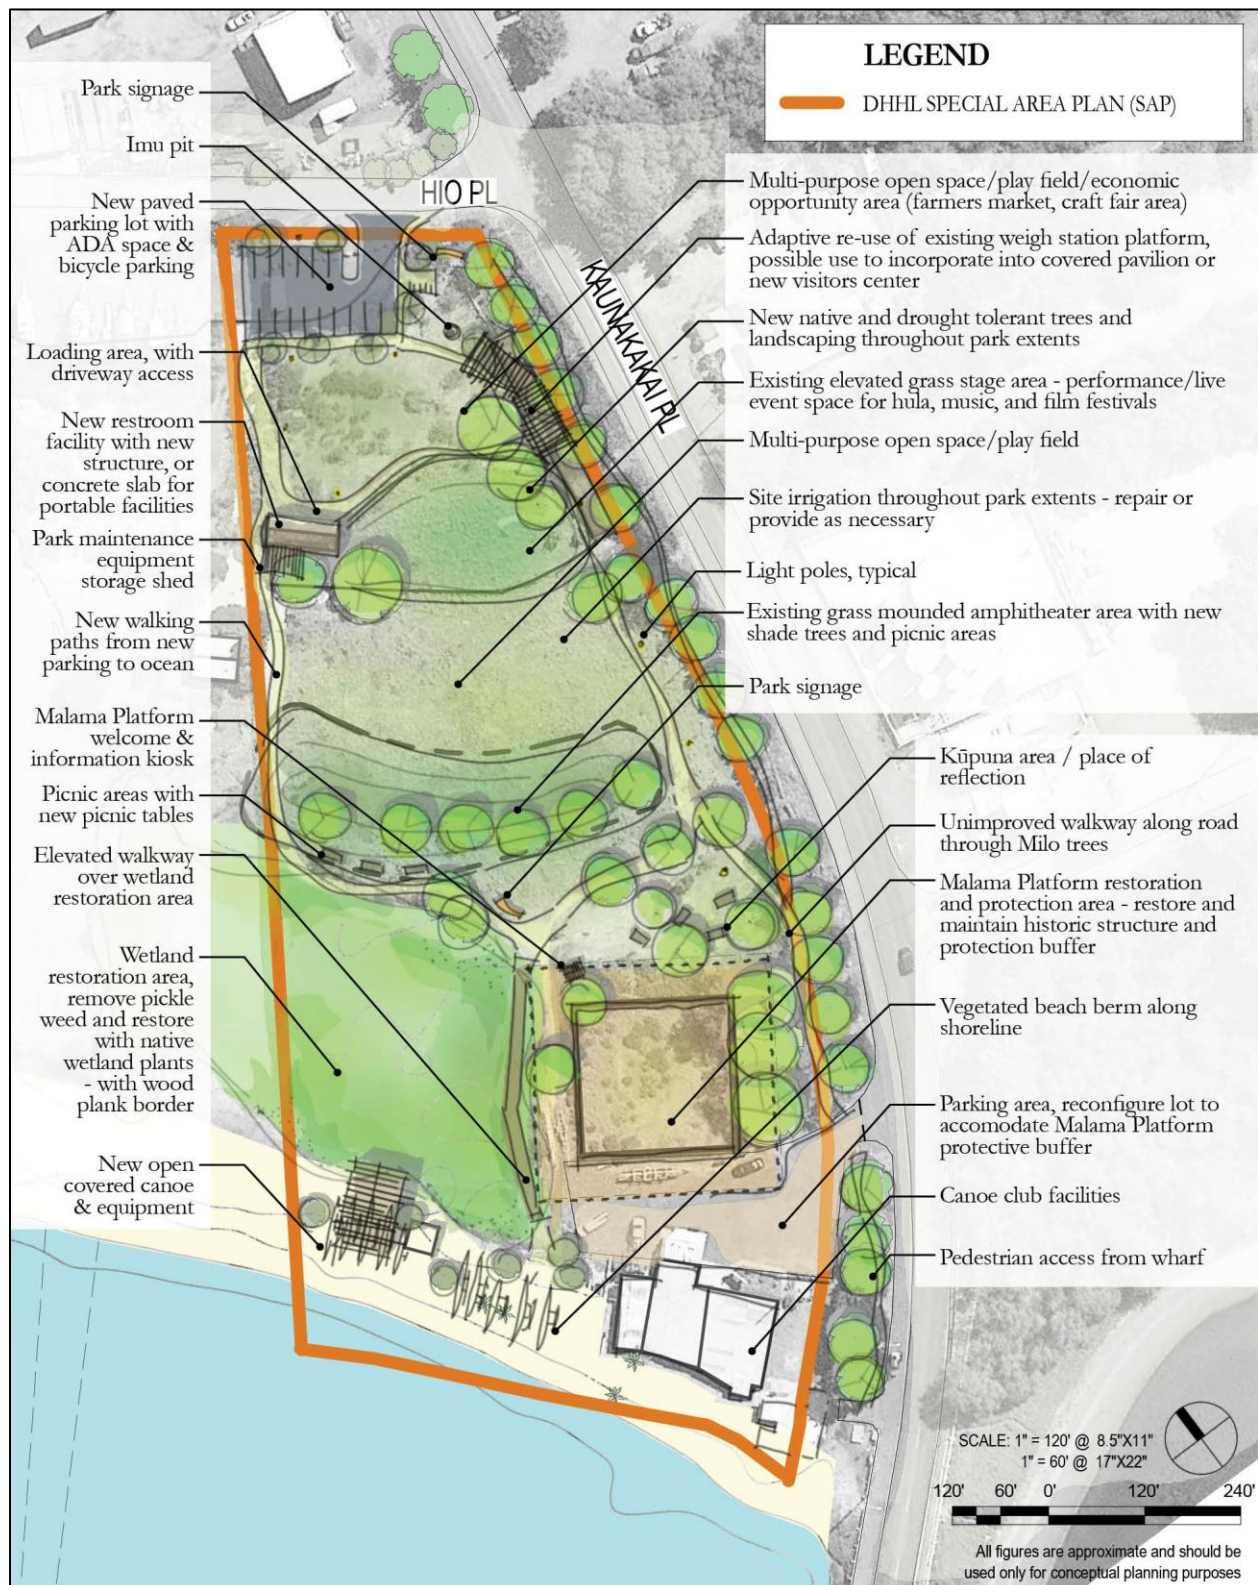 LEGEND
DHHL SPECIAL AREA PLAN (SAP)
Park signage
Imu pit
New paved
parking lot with
ADA space &
bicycle parking
Loading area, with
driveway access
New restroom
facility with new
structure, or
concrete slab for
portable facilities
Park maintenance
equipment
storage shed
New walking
paths from new
parking to ocean
Malama Platform
welcome &
information kiosk
Picnic areas with
new picnic tables
Elevated walkway
over wetland
restoration area
Wetland
restoration area,
remove pickle
weed and restore
with native
wetland plants
- with wood
plank border
New open
covered canoe
& equipment
HIO PL
KAUNAKAKAI PL
Multi-purpose open space/play field/economic
opportunity area (farmers market, craft fair area)
Adaptive re-use of existing weigh station platform,
possible use to incorporate into covered pavilion or
new visitors center
New native and drought tolerant trees and
landscaping throughout park extents
Existing elevated grass stage area - performance/live
event space for hula, music, and film festivals
Multi-purpose open space/play field
Site irrigation throughout park extents - repair or
provide as necessary
Light poles, typical
Existing grass mounded amphitheater area with new
shade trees and picnic areas
Park signage
Kūpuna area / place of
reflection
Unimproved walkway along road
through Milo trees
Malama Platform restoration
and protection area - restore and
maintain historic structure and
protection buffer
Vegetated beach berm along
shoreline
Parking area, reconfigure lot to
accomodate Malama Platform
protective buffer
Canoe club facilities
Pedestrian access from wharf
SCALE: 1" = 120' @ 8.5"X11"
1" = 60' @ 17"X22"
120' 60' 0' 120' 240'
All figures are approximate and should be
used only for conceptual planning purposes